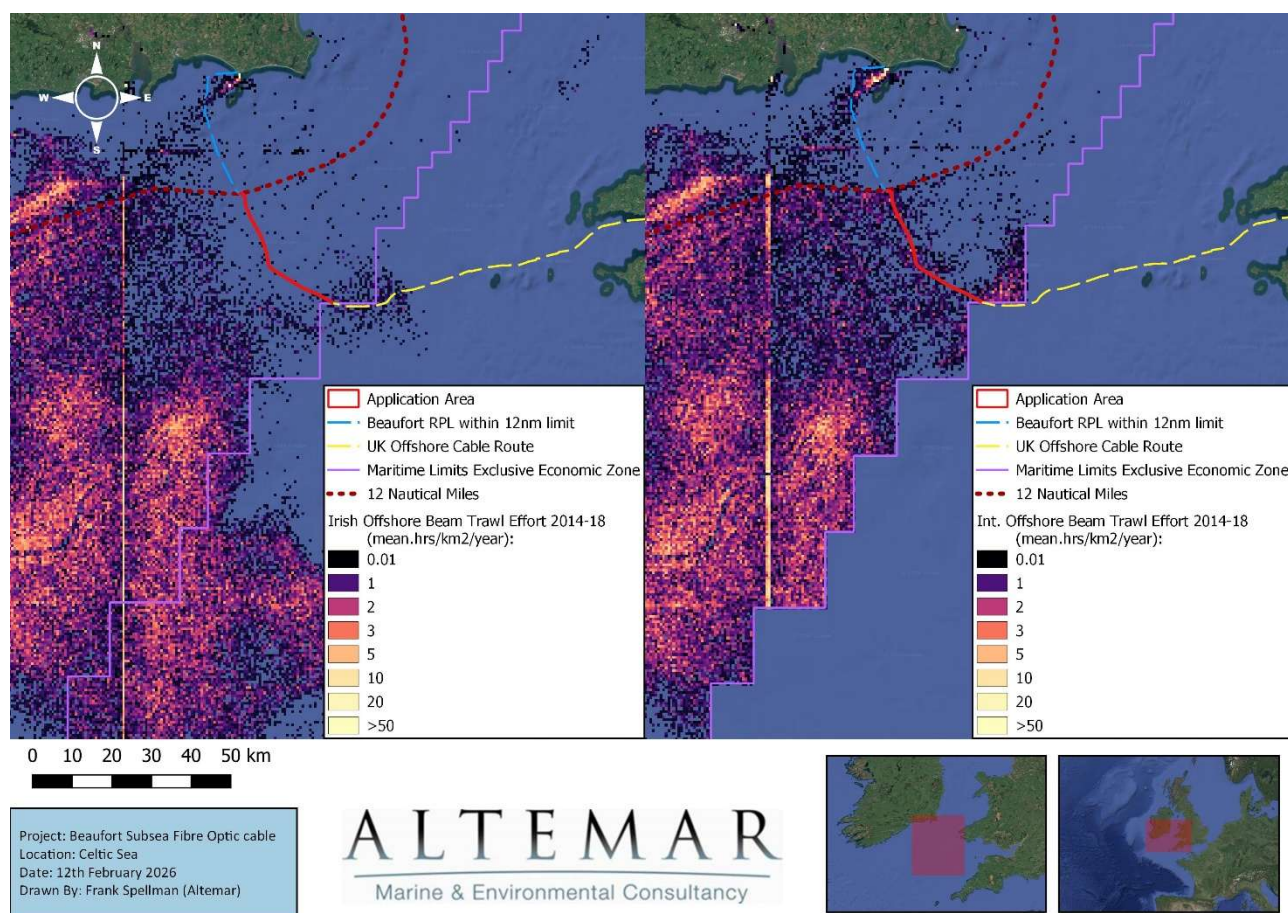 N
W E
S
Application Area
Beaufort RPL within 12nm limit
UK Offshore Cable Route
Maritime Limits Exclusive Economic Zone
12 Nautical Miles
Irish Offshore Beam Trawl Effort 2014-18
(mean.hrs/km2/year):
0.01
1
2
3
5
10
20
>50
Application Area
Beaufort RPL within 12nm limit
UK Offshore Cable Route
Maritime Limits Exclusive Economic Zone
12 Nautical Miles
Int. Offshore Beam Trawl Effort 2014-18
(mean.hrs/km2/year):
0.01
1
2
3
5
10
20
>50
0 10 20 30 40 50 km
Project: Beaufort Subsea Fibre Optic cable
Location: Celtic Sea
Date: 12th February 2026
Drawn By: Frank Spellman (Altemar)
ALTEMAR
Marine & Environmental Consultancy